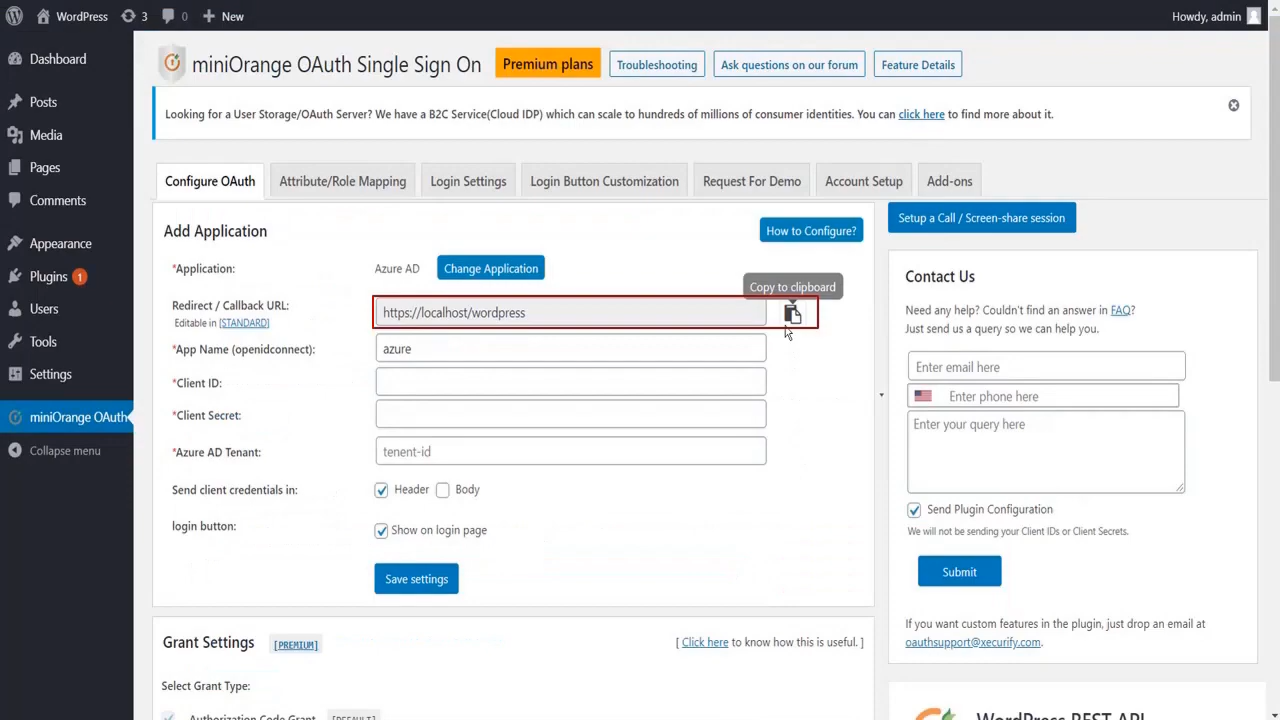 WordPress 3 0 New Howdy, admin
Dashboard
Posts
Media
Pages
Comments
Appearance
Plugins 1
Users
Tools
Settings
miniOrange OAuth
Collapse menu
miniOrange OAuth Single Sign On Premium plans Troubleshooting Ask questions on our forum Feature Details
Looking for a User Storage/OAuth Server? We have a B2C Service(Cloud IDP) which can scale to hundreds of millions of consumer identities. You can click here to find more about it.
Configure OAuth Attribute/Role Mapping Login Settings Login Button Customization Request For Demo Account Setup Add-ons
Add Application How to Configure?
*Application: Azure AD Change Application
Copy to clipboard
Redirect / Callback URL: https://localhost/wordpress
Editable in [STANDARD]
*App Name (openidconnect): azure
*Client ID:
*Client Secret:
*Azure AD Tenant: tenent-id
Send client credentials in: Header Body
login button: Show on login page
Save settings
Grant Settings [PREMIUM] [ Click here to know how this is useful. ]
Select Grant Type:
Authorization Code Grant [DEFAULT]
Setup a Call / Screen-share session
Contact Us
Need any help? Couldn't find an answer in FAQ?
Just send us a query so we can help you.
Enter email here
Enter phone here
Enter your query here
Send Plugin Configuration
We will not be sending your Client IDs or Client Secrets.
Submit
If you want custom features in the plugin, just drop an email at
oauthsupport@xecurify.com.
WordPress REST API